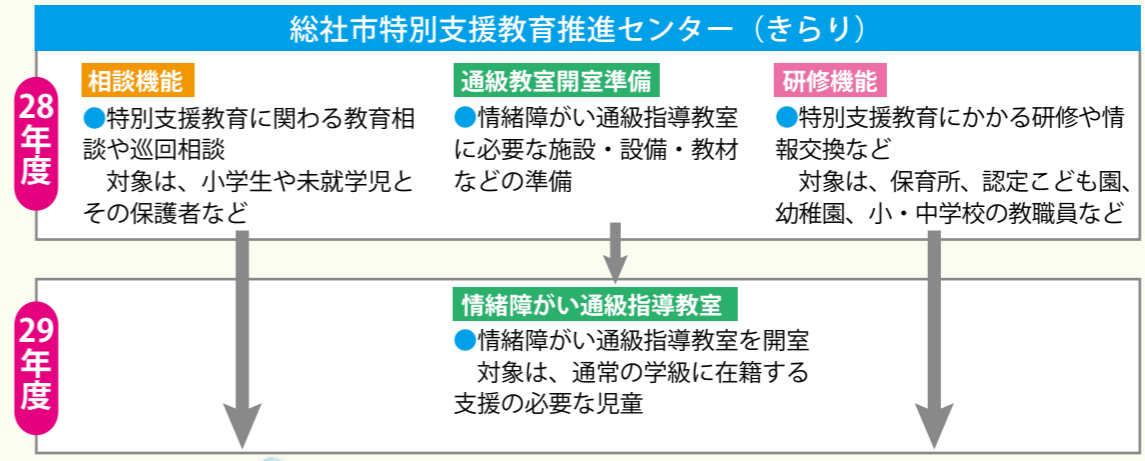 総社市特別支援教育推進センター（きらり）
28年度
相談機能
●特別支援教育に関わる教育相
談や巡回相談
　対象は、小学生や未就学児と
その保護者など
通級教室開室準備
●情緒障がい通級指導教室
に必要な施設・設備・教材
などの準備
研修機能
●特別支援教育にかかる研修や情
報交換など
　対象は、保育所、認定こども園、
幼稚園、小・中学校の教職員など
29年度
情緒障がい通級指導教室
●情緒障がい通級指導教室を開室
　対象は、通常の学級に在籍する
支援の必要な児童